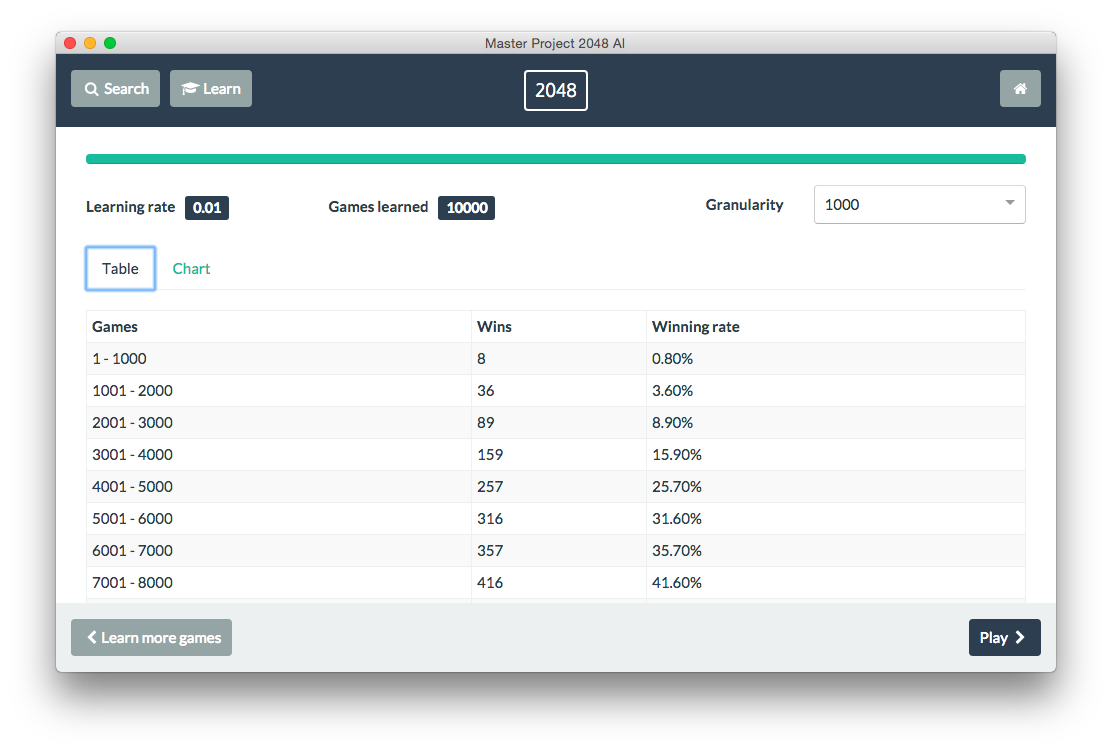 Master Project 2048 AI
Search Learn 2048
Learning rate 0.01 Games learned 10000 Granularity 1000
Table Chart
Games Wins Winning rate
1 - 1000 8 0.80%
1001 - 2000 36 3.60%
2001 - 3000 89 8.90%
3001 - 4000 159 15.90%
4001 - 5000 257 25.70%
5001 - 6000 316 31.60%
6001 - 7000 357 35.70%
7001 - 8000 416 41.60%
Learn more games Play